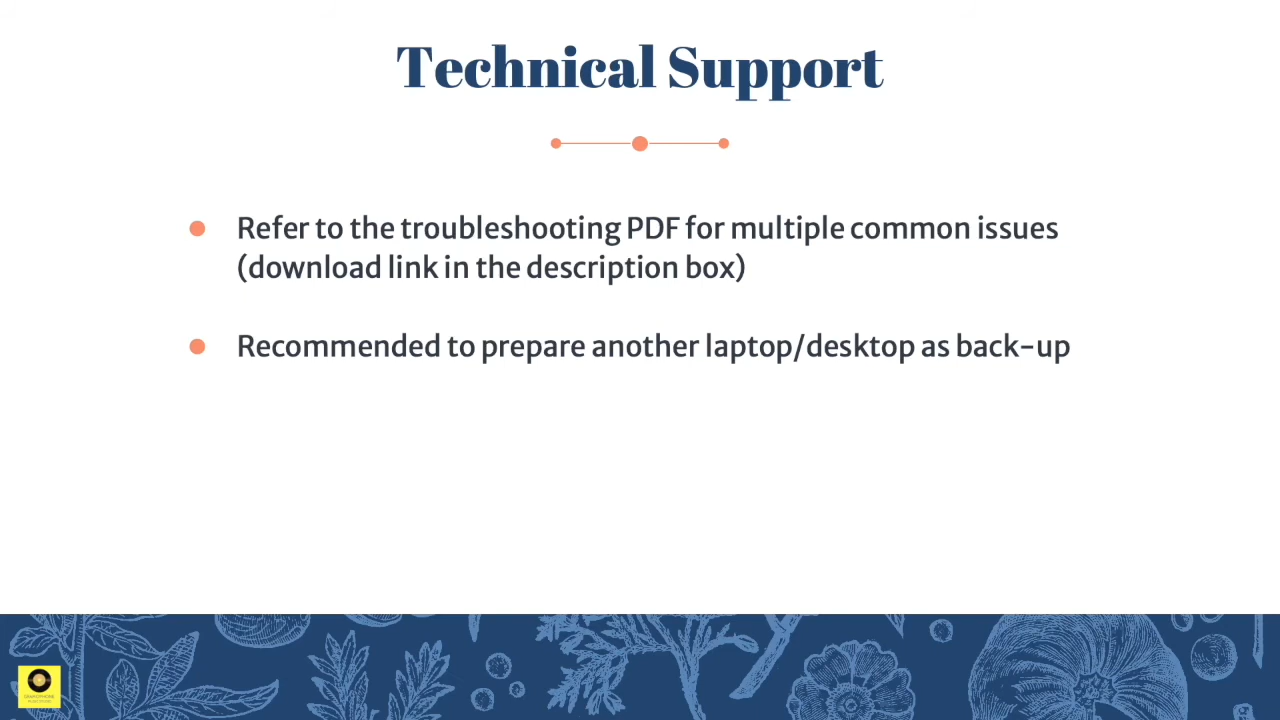 Technical Support
Refer to the troubleshooting PDF for multiple common issues
(download link in the description box)
Recommended to prepare another laptop/desktop as back-up
GRAMOPHONE